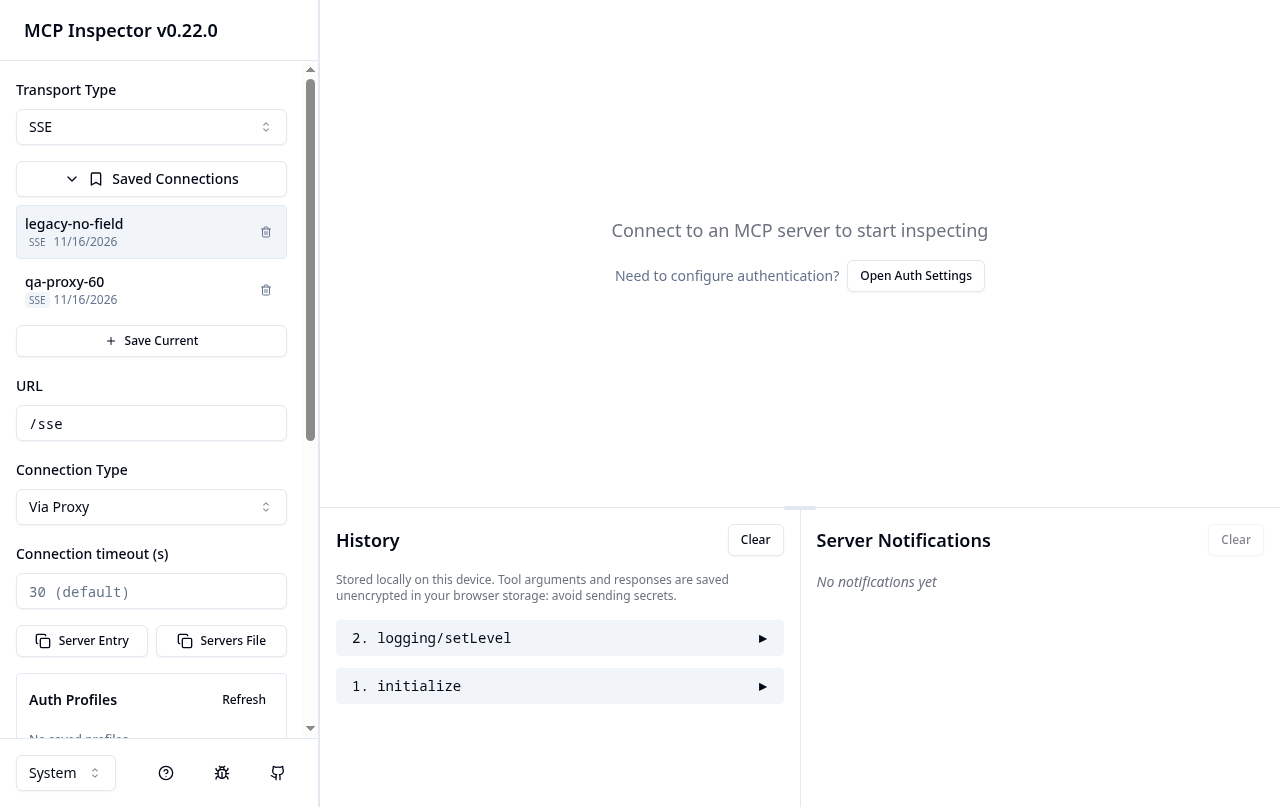 MCP Inspector v0.22.0
Transport Type
SSE
Saved Connections
legacy-no-field
SSE 11/16/2026
qa-proxy-60
SSE 11/16/2026
Save Current
URL
/sse
Connection Type
Via Proxy
Connection timeout (s)
30 (default)
Server Entry
Servers File
Auth Profiles
Refresh
No saved profiles
System
Connect to an MCP server to start inspecting
Need to configure authentication?
Open Auth Settings
History
Clear
Stored locally on this device. Tool arguments and responses are saved
unencrypted in your browser storage: avoid sending secrets.
2. logging/setLevel
1. initialize
Server Notifications
Clear
No notifications yet